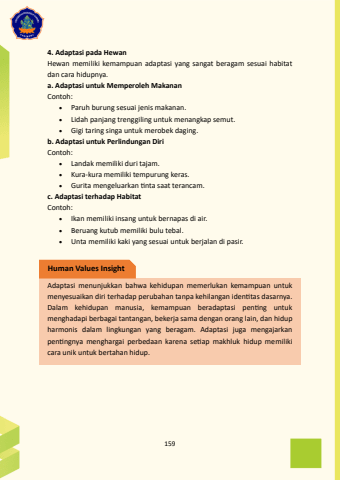 4. Adaptasi pada Hewan
Hewan memiliki kemampuan adaptasi yang sangat beragam sesuai habitat
dan cara hidupnya.
a. Adaptasi untuk Memperoleh Makanan
Contoh:
• Paruh burung sesuai jenis makanan.
• Lidah panjang trenggiling untuk menangkap semut.
• Gigi taring singa untuk merobek daging.
b. Adaptasi untuk Perlindungan Diri
Contoh:
• Landak memiliki duri tajam.
• Kura-kura memiliki tempurung keras.
• Gurita mengeluarkan tinta saat terancam.
c. Adaptasi terhadap Habitat
Contoh:
• Ikan memiliki insang untuk bernapas di air.
• Beruang kutub memiliki bulu tebal.
• Unta memiliki kaki yang sesuai untuk berjalan di pasir.
Human Values Insight
Adaptasi menunjukkan bahwa kehidupan memerlukan kemampuan untuk
menyesuaikan diri terhadap perubahan tanpa kehilangan identitas dasarnya.
Dalam kehidupan manusia, kemampuan beradaptasi penting untuk
menghadapi berbagai tantangan, bekerja sama dengan orang lain, dan hidup
harmonis dalam lingkungan yang beragam. Adaptasi juga mengajarkan
pentingnya menghargai perbedaan karena setiap makhluk hidup memiliki
cara unik untuk bertahan hidup.
159